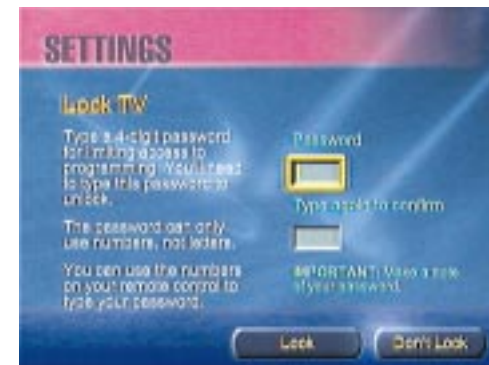 SETTINGS
Lock TV
Type a 4-digit password
for limiting access to
programming. You'll need
to type this password to
unlock.
The password can only
use numbers, not letters.
You can use the numbers
on your remote control to
type your password.
Password
Type again to confirm
IMPORTANT: Make a note
of your password.
Lock
Don't Lock